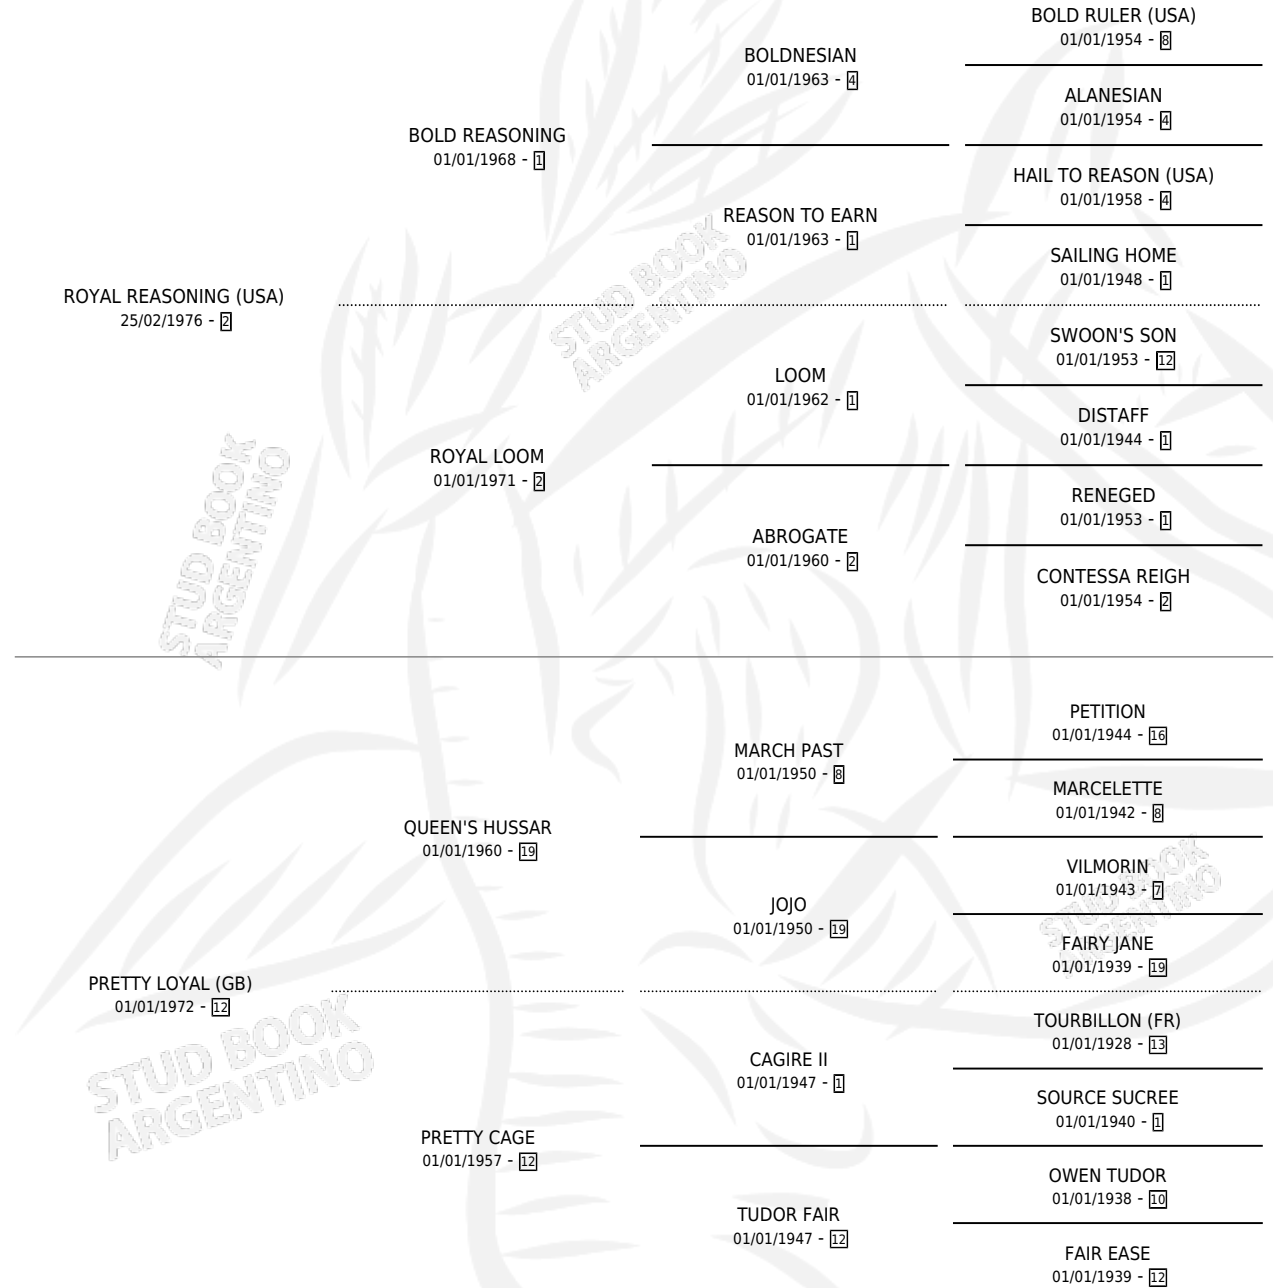 BOLD RULER (USA)
01/01/1954 - 8
BOLDNESIAN
01/01/1963 - 4
ALANESIAN
01/01/1954 - 4
BOLD REASONING
01/01/1968 - 1
HAIL TO REASON (USA)
01/01/1958 - 4
REASON TO EARN
01/01/1963 - 1
SAILING HOME
01/01/1948 - 1
ROYAL REASONING (USA)
25/02/1976 - 2
STUD BOOK
ARGENTINO
SWOON'S SON
01/01/1953 - 12
LOOM
01/01/1962 - 1
DISTAFF
01/01/1944 - 1
ROYAL LOOM
01/01/1971 - 2
RENEGED
01/01/1953 - 1
ABROGATE
01/01/1960 - 2
CONTESSA REIGH
01/01/1954 - 2
STUD BOOK
ARGENTINO
PETITION
01/01/1944 - 16
MARCH PAST
01/01/1950 - 8
MARCELETTE
01/01/1942 - 8
QUEEN'S HUSSAR
01/01/1960 - 19
VILMORIN
01/01/1943 - 7
JOJO
01/01/1950 - 19
FAIRY JANE
01/01/1939 - 19
STUD BOOK
ARGENTINO
PRETTY LOYAL (GB)
01/01/1972 - 12
TOURBILLON (FR)
01/01/1928 - 13
CAGIRE II
01/01/1947 - 1
SOURCE SUCREE
01/01/1940 - 1
STUD BOOK
ARGENTINO
PRETTY CAGE
01/01/1957 - 12
OWEN TUDOR
01/01/1938 - 10
TUDOR FAIR
01/01/1947 - 12
FAIR EASE
01/01/1939 - 12